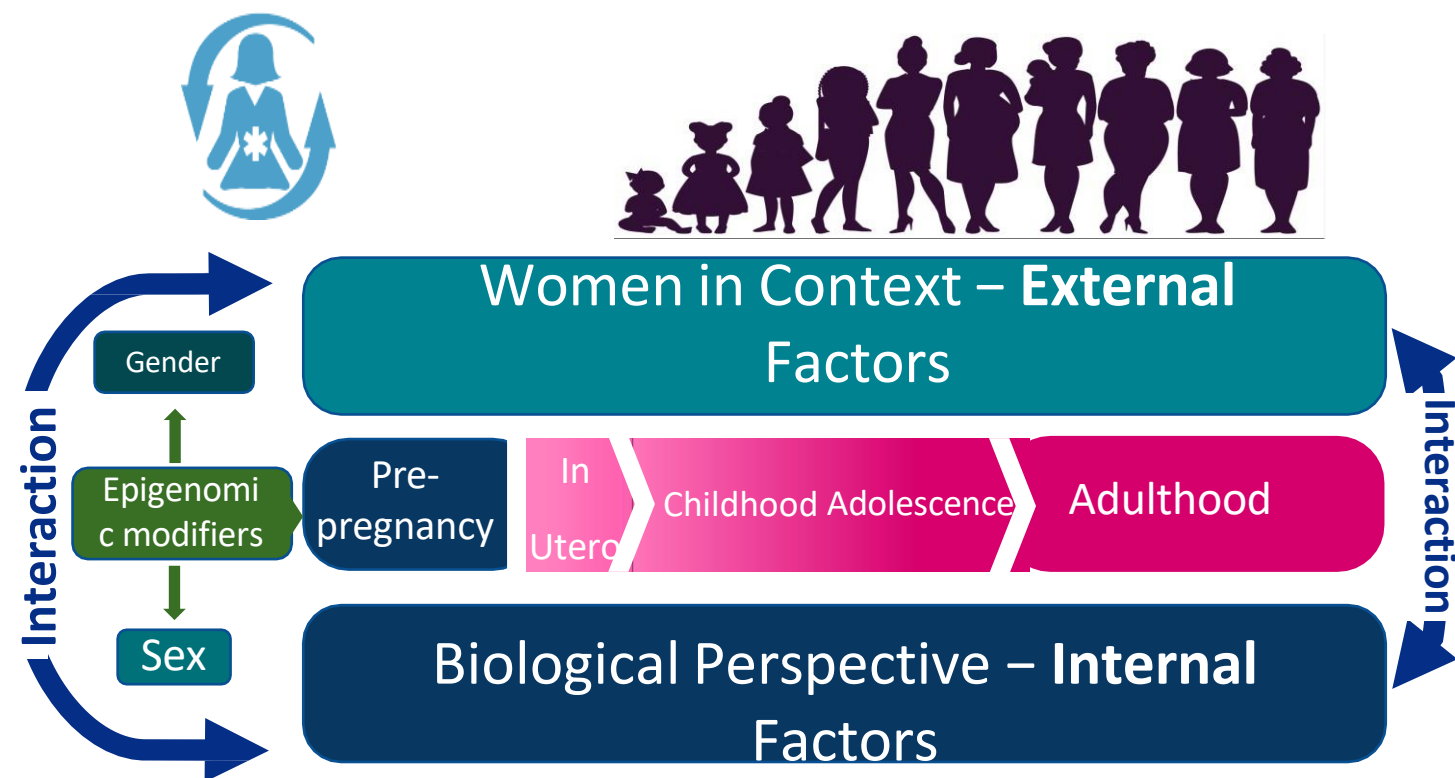 Women in Context – External
Factors
Gender
Interaction
Epigenomi
c modifiers
Pre-
pregnancy
In
Utero
Childhood
Adolescence
Adulthood
Interaction
Sex
Biological Perspective – Internal
Factors